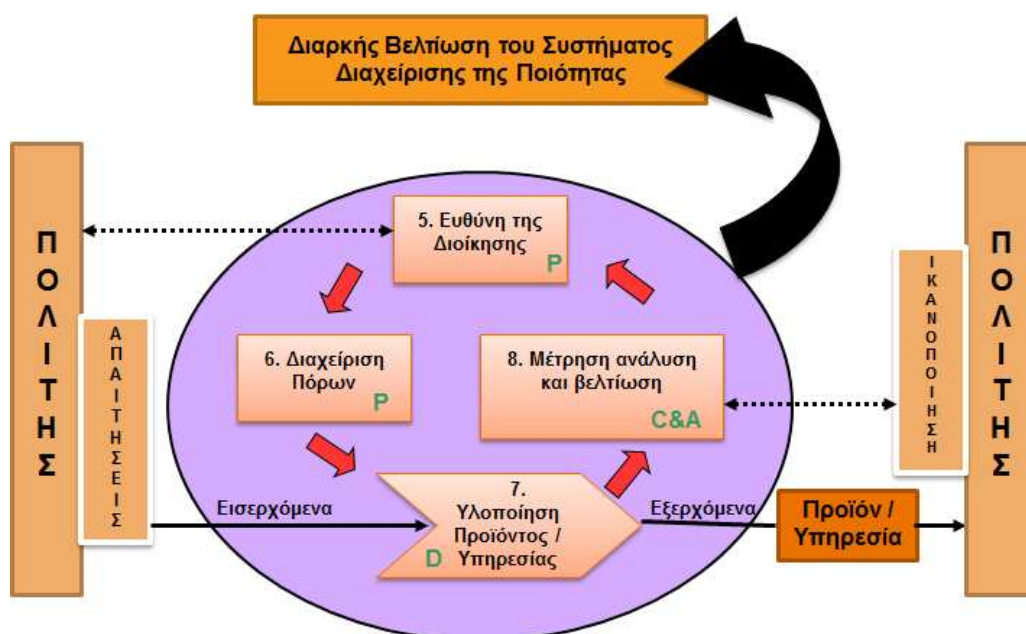 Διαρκής Βελτίωση του Συστήματος
Διαχείρισης της Ποιότητας
ΠΟΛΙΤΗΣ
ΑΠΑΙΤΗΣΕΙΣ
5. Ευθύνη της
Διοίκησης
P
6. Διαχείριση
Πόρων
P
8. Μέτρηση ανάλυση
και βελτίωση
C&A
Εισερχόμενα
7.
Υλοποίηση
Προϊόντος /
Υπηρεσίας
D
Εξερχόμενα
Προϊόν /
Υπηρεσία
ΙΚΑΝΟΠΟΙΗΣΗ
ΠΟΛΙΤΗΣ